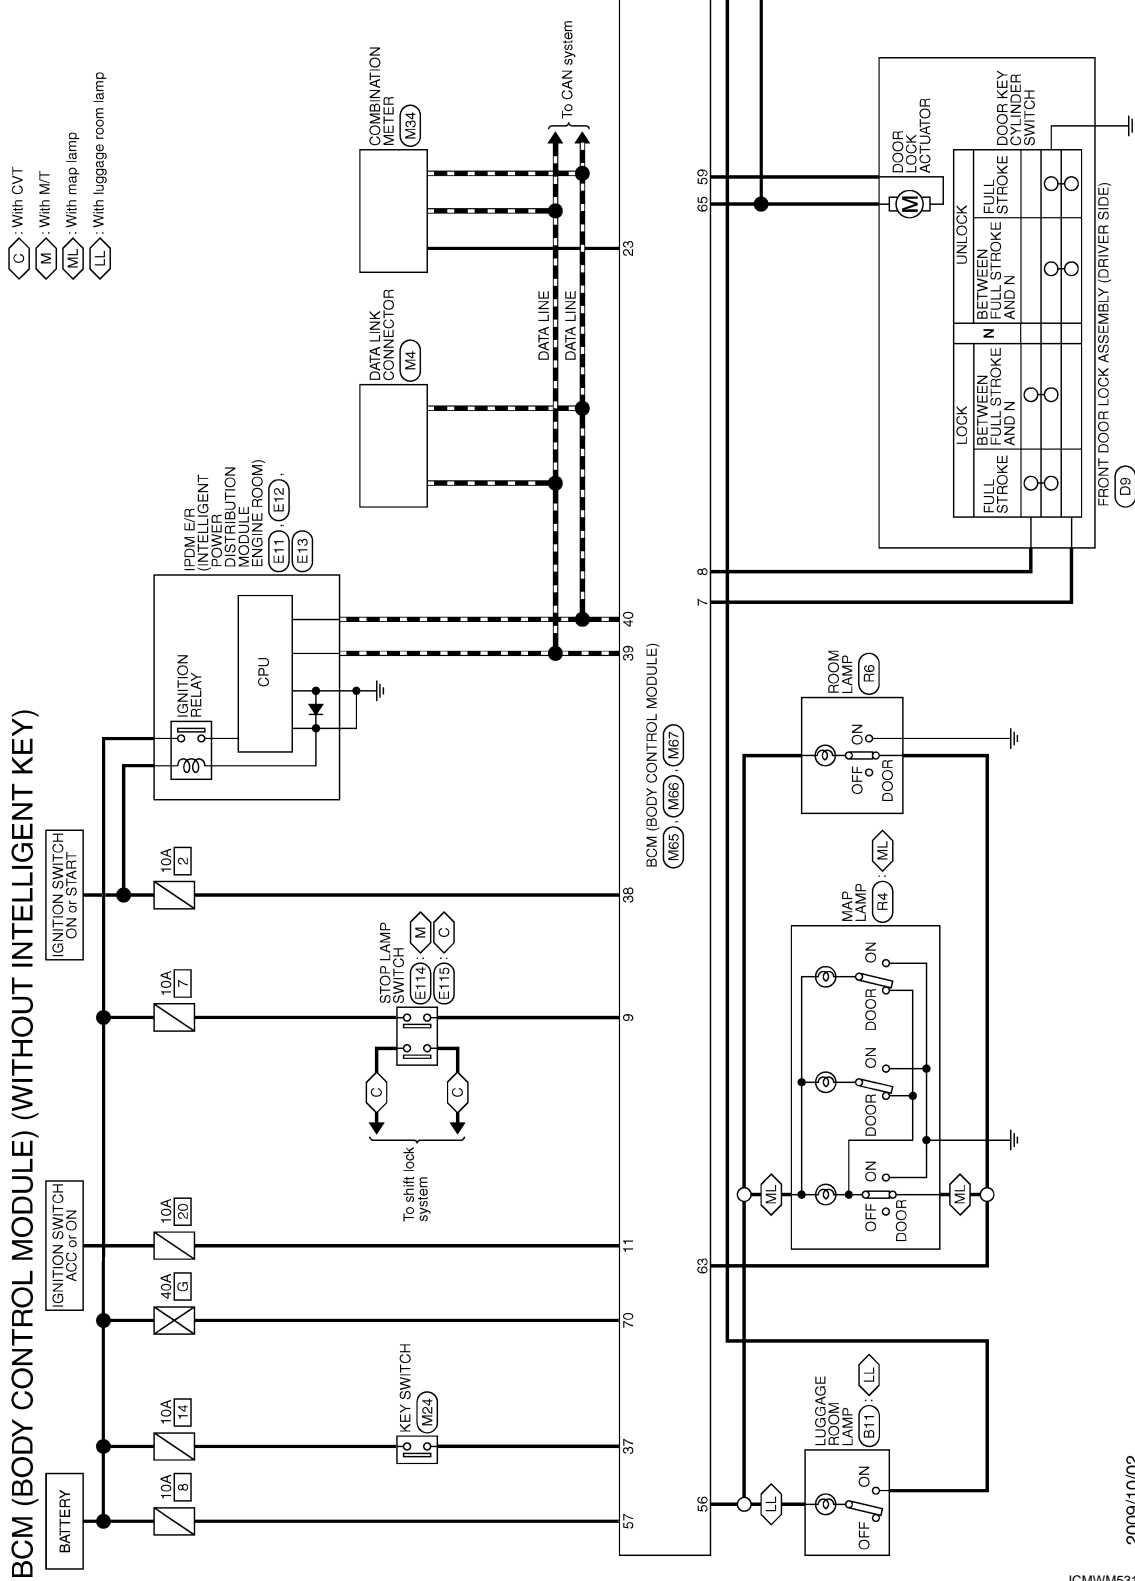 BCM (BODY CONTROL MODULE) (WITHOUT INTELLIGENT KEY)
C : With CVT
M : With M/T
ML : With map lamp
LL : With luggage room lamp
BATTERY
IGNITION SWITCH
ACC or ON
IGNITION SWITCH
ON or START
10A
8
10A
14
40A
G
10A
20
10A
7
10A
2
IGNITION
RELAY
CPU
IPDM E/R
(INTELLIGENT
POWER
DISTRIBUTION
MODULE
ENGINE ROOM)
E11 , E12 ,
E13
KEY SWITCH
M24
To shift lock
system
C
C
STOP LAMP
SWITCH
E114 : M
E115 : C
DATA LINK
CONNECTOR
M4
COMBINATION
METER
M34
DATA LINE
DATA LINE
To CAN system
57
37
70
11
9
38
39
40
23
BCM (BODY CONTROL MODULE)
M65 , M66 , M67
56
63
7
8
65
59
LL
LUGGAGE
ROOM
LAMP
B11 : LL
OFF
ON
ML
ML
MAP
LAMP
R4 : ML
OFF
ON
DOOR
DOOR
ON
DOOR
ON
ROOM
LAMP
R6
OFF
ON
DOOR
DOOR
LOCK
ACTUATOR
M
DOOR KEY
CYLINDER
SWITCH
LOCK
N
UNLOCK
FULL
STROKE
BETWEEN
FULL STROKE
AND N
BETWEEN
FULL STROKE
AND N
FULL
STROKE
FRONT DOOR LOCK ASSEMBLY (DRIVER SIDE)
D9
2009/10/02
JCMWM531